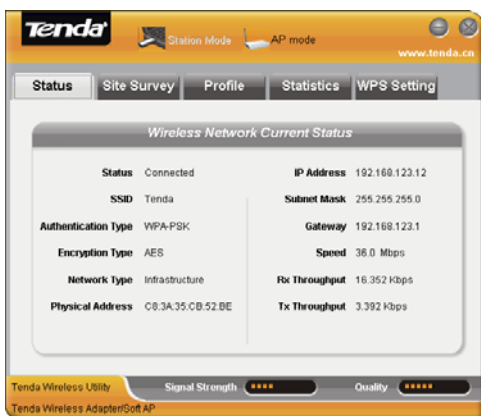 Tenda
Station Mode
AP mode
www.tenda.cn
Status
Site Survey
Profile
Statistics
WPS Setting
Wireless Network Current Status
Status Connected
SSID Tenda
Authentication Type WPA-PSK
Encryption Type AES
Network Type Infrastructure
Physical Address C8:3A:35:CB:52:BE
IP Address 192.168.123.12
Subnet Mask 255.255.255.0
Gateway 192.168.123.1
Speed 36.0 Mbps
Rx Throughput 16.352 Kbps
Tx Throughput 3.392 Kbps
Tenda Wireless Utility
Signal Strength
Quality
Tenda Wireless Adapter/Soft AP